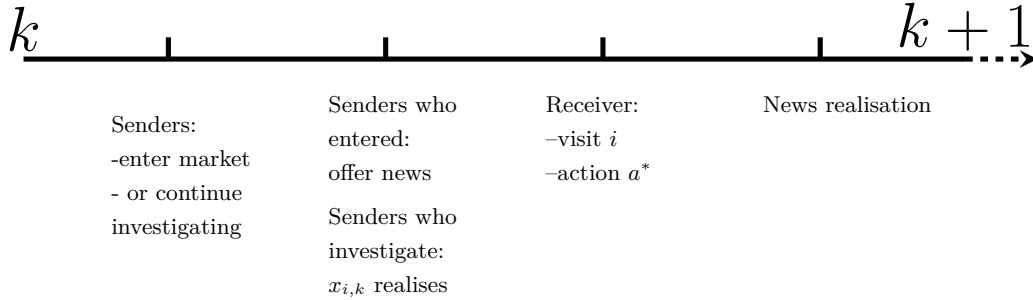 k
k + 1
Senders:
-enter market
- or continue
investigating
Senders who
entered:
offer news
Senders who
investigate:
x_{i,k} realises
Receiver:
–visit i
–action a*
News realisation